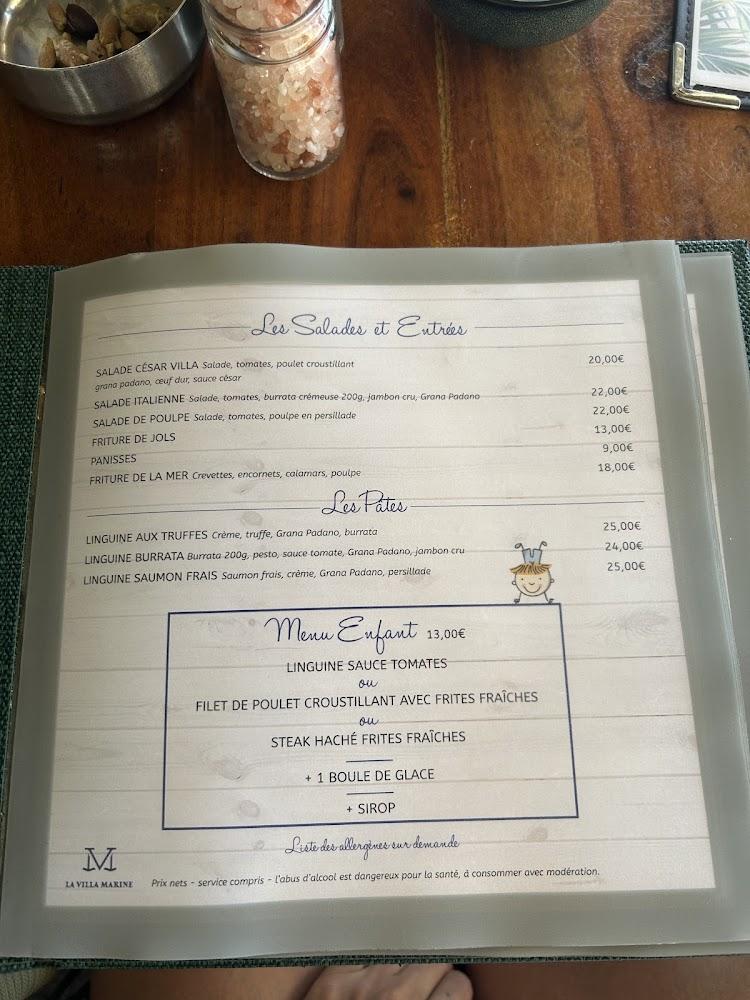 Les Salades et Entrées
SALADE CÉSAR VILLA Salade, tomates, poulet croustillant 20,00€
grana padano, œuf dur, sauce césar
SALADE ITALIENNE Salade, tomates, burrata crémeuse 200g, jambon cru, Grana Padano 22,00€
SALADE DE POULPE Salade, tomates, poulpe en persillade 22,00€
FRITURE DE JOLS 13,00€
PANISSES 9,00€
FRITURE DE LA MER Crevettes, encornets, calamars, poulpe 18,00€
Les Pâtes
LINGUINE AUX TRUFFES Crème, truffe, Grana Padano, burrata 25,00€
LINGUINE BURRATA Burrata 200g, pesto, sauce tomate, Grana Padano, jambon cru 24,00€
LINGUINE SAUMON FRAIS Saumon frais, crème, Grana Padano, persillade 25,00€
Menu Enfant 13,00€
LINGUINE SAUCE TOMATES
ou
FILET DE POULET CROUSTILLANT AVEC FRITES FRAÎCHES
ou
STEAK HACHÉ FRITES FRAÎCHES
+ 1 BOULE DE GLACE
+ SIROP
Liste des allergènes sur demande
M
LA VILLA MARINE
Prix nets - service compris - l'abus d'alcool est dangereux pour la santé, à consommer avec modération.